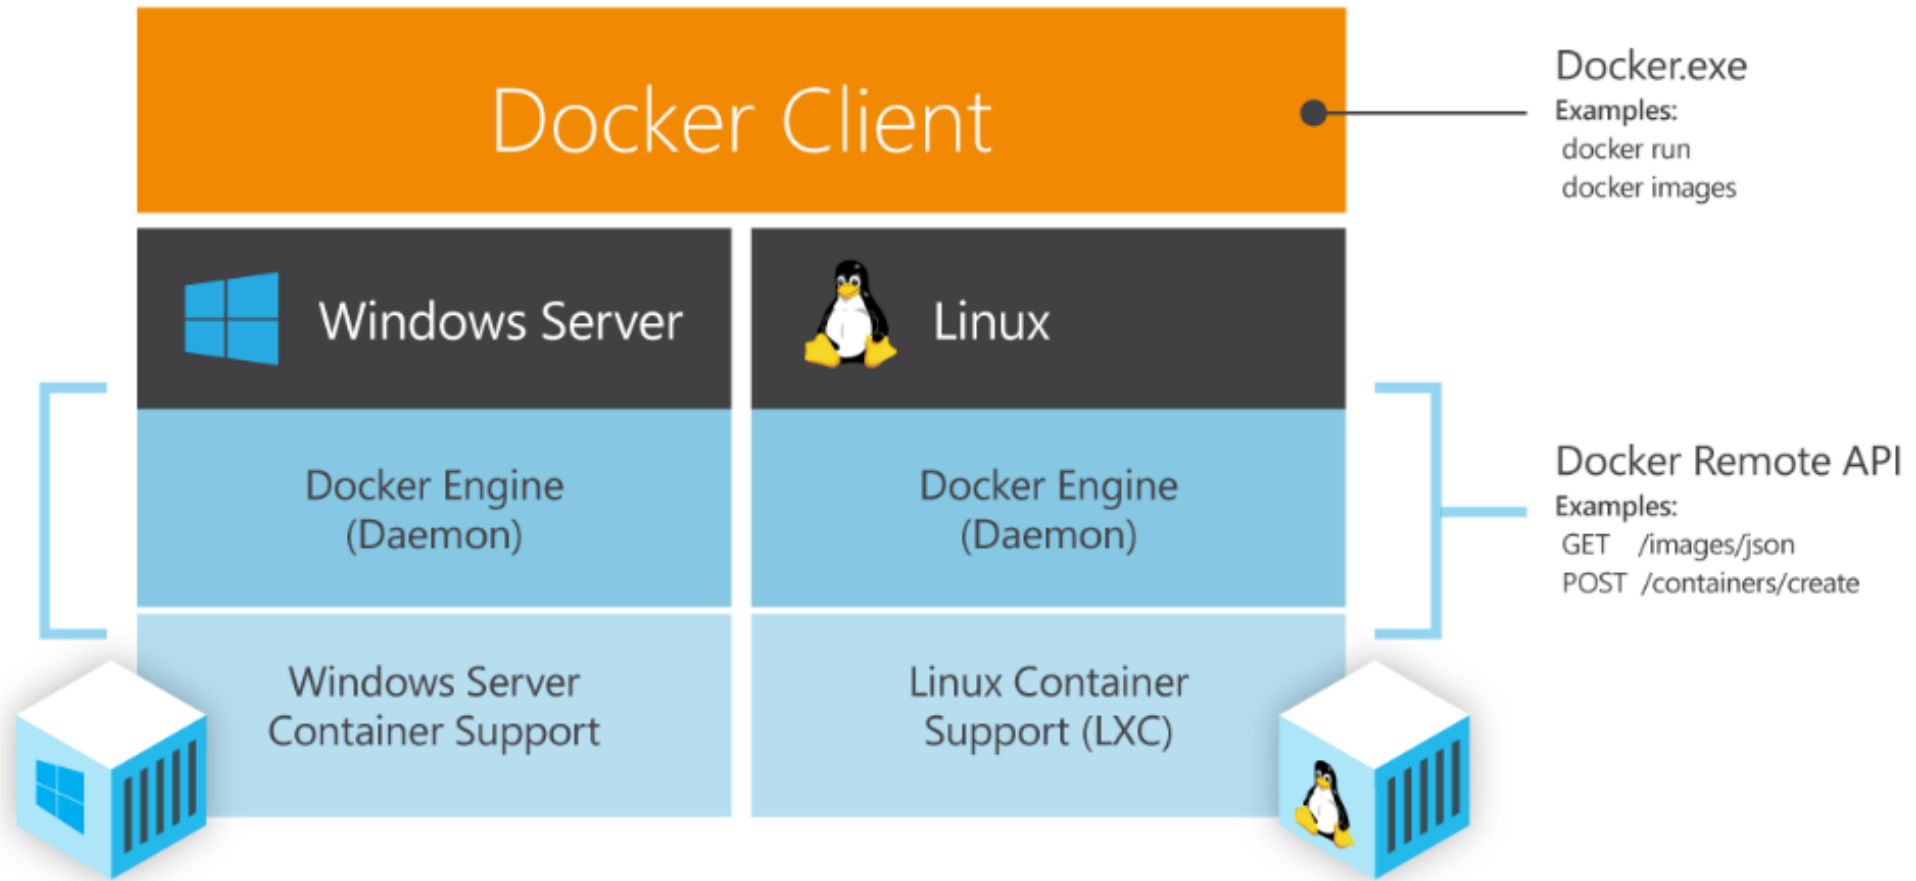 Docker Client
Docker.exe
Examples:
docker run
docker images
Windows Server
Linux
Docker Engine
(Daemon)
Docker Engine
(Daemon)
Docker Remote API
Examples:
GET /images/json
POST /containers/create
Windows Server
Container Support
Linux Container
Support (LXC)